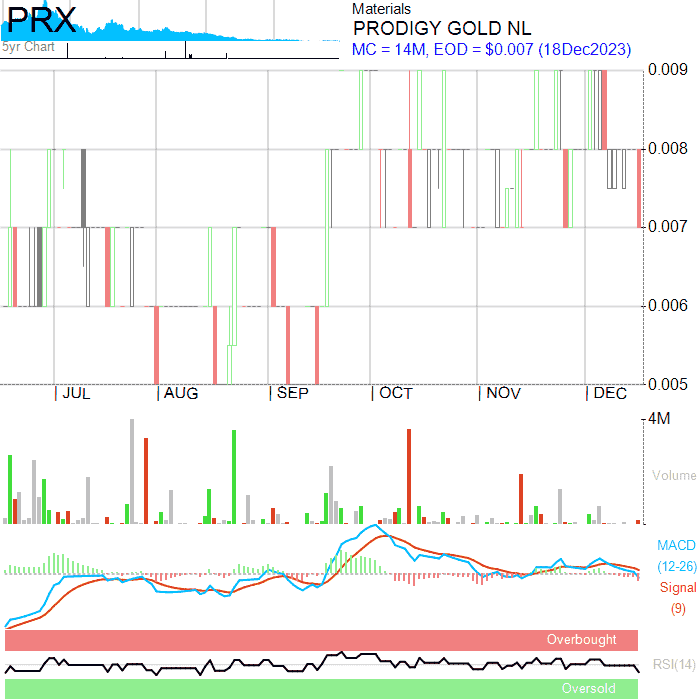 PRX
5yr Chart
Materials
PRODIGY GOLD NL
MC = 14M, EOD = $0.007 (18Dec2023)
0.009
0.008
0.007
0.006
0.005
JUL
AUG
SEP
OCT
NOV
DEC
4M
Volume
MACD
(12-26)
Signal
(9)
Overbought
RSI(14)
Oversold